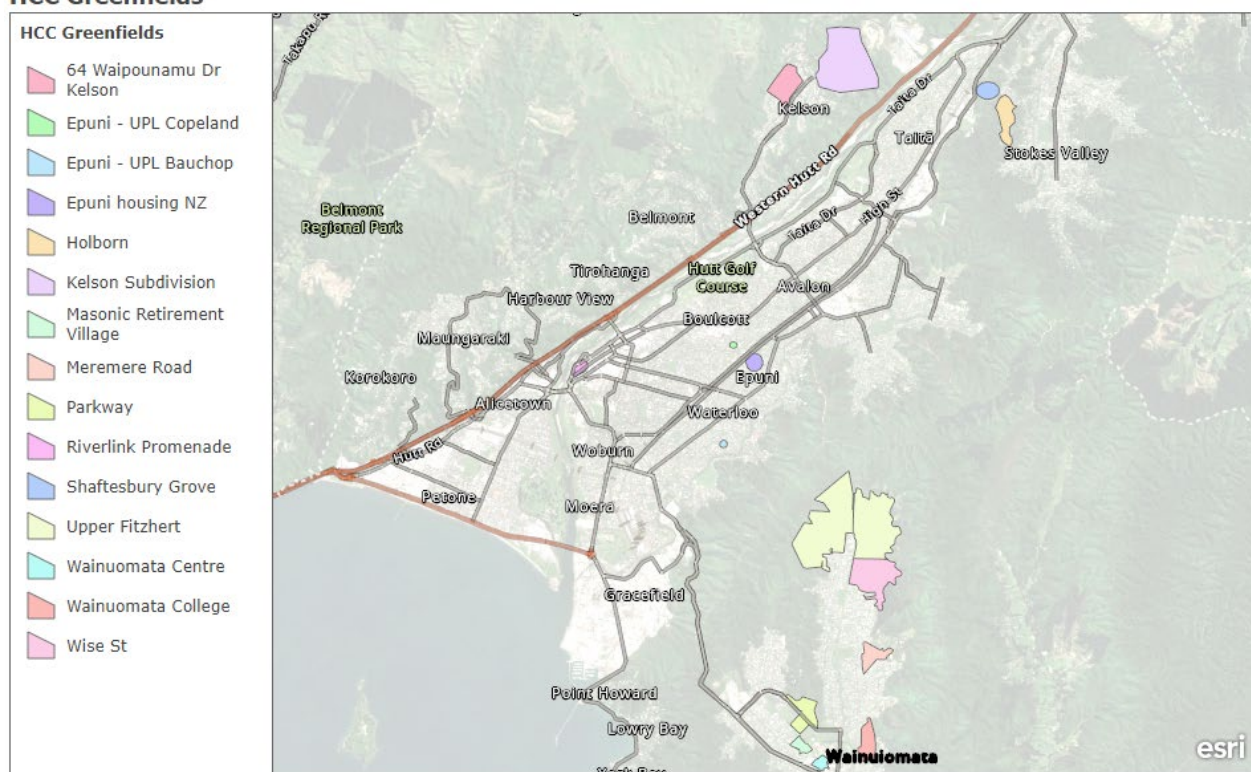 HCC Greenfields
HCC Greenfields
64 Waipounamu Dr
Kelson
Epuni - UPL Copeland
Epuni - UPL Bauchop
Epuni housing NZ
Holborn
Kelson Subdivision
Masonic Retirement
Village
Meremere Road
Parkway
Riverlink Promenade
Shaftesbury Grove
Upper Fitzhert
Wainuomata Centre
Wainuomata College
Wise St
Kelson
Taita Dr
Taitā
Stokes Valley
Western Hutt Rd
Belmont
Regional Park
Belmont
Taita Dr
High St
Tirohanga
Hutt Golf
Course
Avalon
Harbour View
Boulcott
Maungaraki
Korokoro
Epuni
Alicetown
Waterloo
Hutt Rd
Woburn
Petone
Moera
Gracefield
Point Howard
Lowry Bay
Wainuiomata
esri